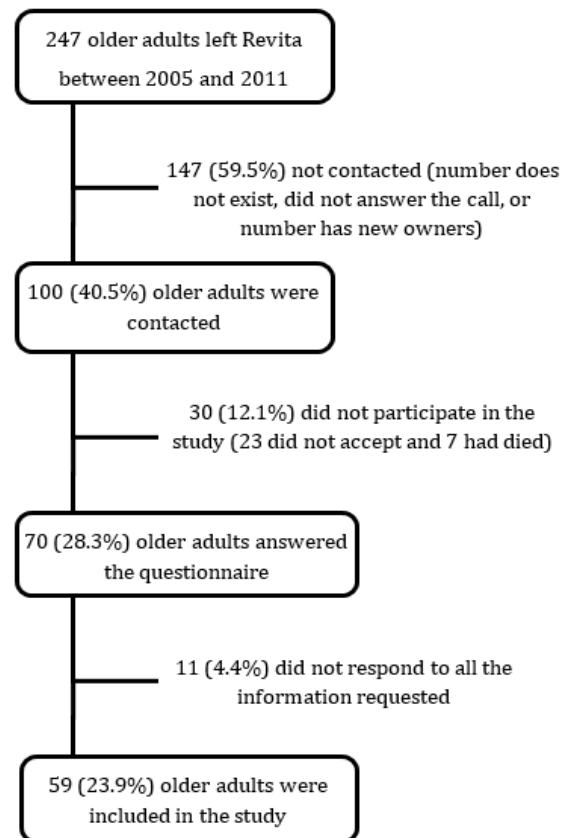 247 older adults left Revita
between 2005 and 2011
147 (59.5%) not contacted (number does
not exist, did not answer the call, or
number has new owners)
100 (40.5%) older adults were
contacted
30 (12.1%) did not participate in the
study (23 did not accept and 7 had died)
70 (28.3%) older adults answered
the questionnaire
11 (4.4%) did not respond to all the
information requested
59 (23.9%) older adults were
included in the study